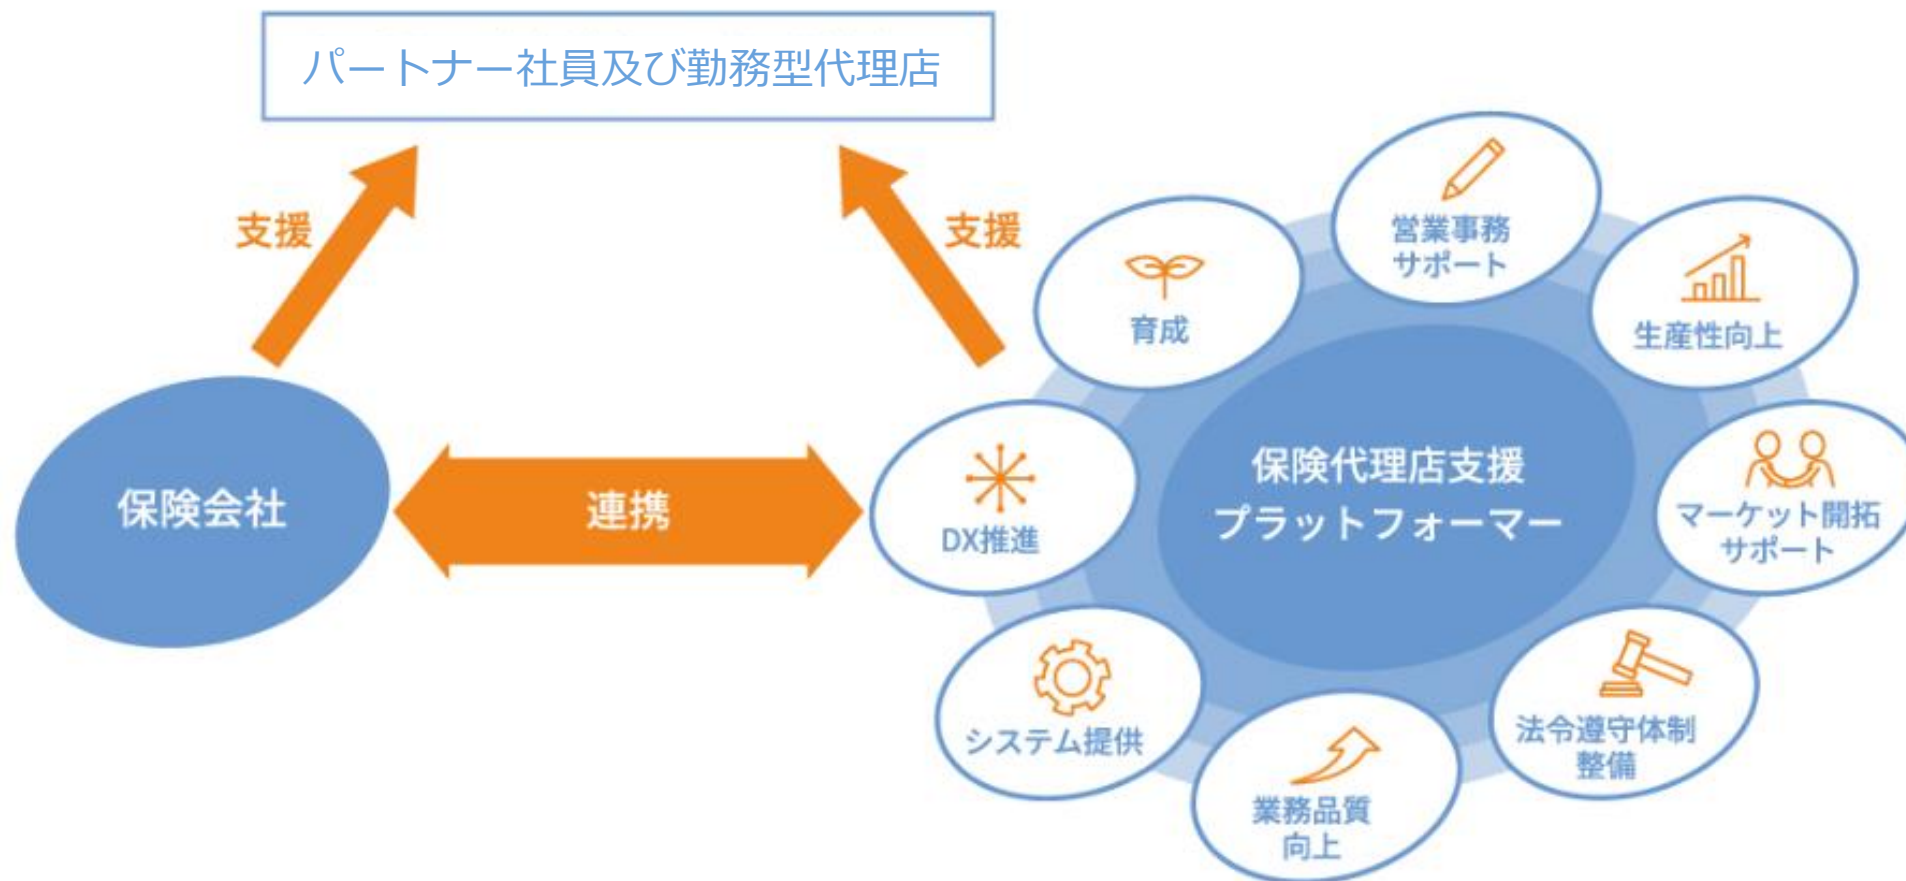 パートナー社員及び勤務型代理店
支援
支援
保険会社
連携
保険代理店支援
プラットフォーマー
営業事務
サポート
生産性向上
マーケット開拓
サポート
法令遵守体制
整備
業務品質
向上
システム提供
DX推進
育成